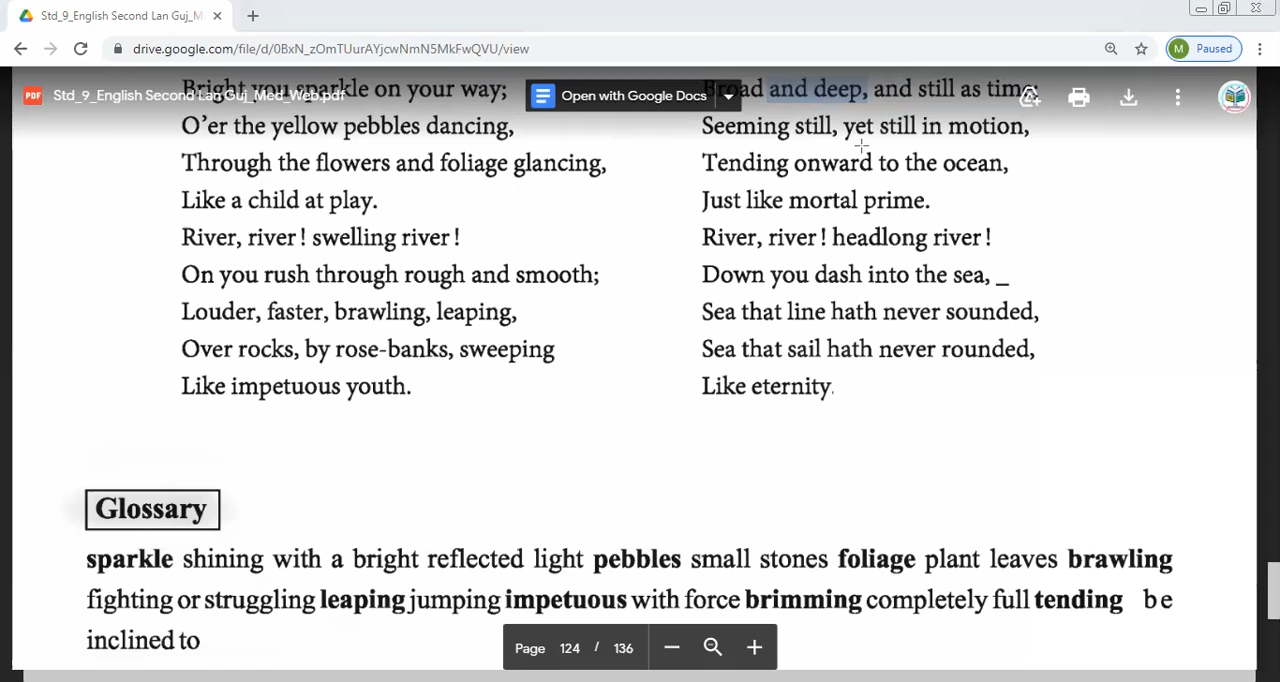 Std_9_English Second Lan Guj_M
drive.google.com/file/d/0BxN_zOmTUurAYjcwNmN5MkFwQVU/view
M Paused
PDF Std_9_English Second Lan Guj_Med_Web.pdf
Open with Google Docs
Bright you sparkle on your way;
O'er the yellow pebbles dancing,
Through the flowers and foliage glancing,
Like a child at play.
River, river ! swelling river !
On you rush through rough and smooth;
Louder, faster, brawling, leaping,
Over rocks, by rose-banks, sweeping
Like impetuous youth.
Broad and deep, and still as time;
Seeming still, yet still in motion,
Tending onward to the ocean,
Just like mortal prime.
River, river ! headlong river !
Down you dash into the sea, _
Sea that line hath never sounded,
Sea that sail hath never rounded,
Like eternity.
Glossary
sparkle shining with a bright reflected light pebbles small stones foliage plant leaves brawling
fighting or struggling leaping jumping impetuous with force brimming completely full tending be
inclined to
Page 124 / 136